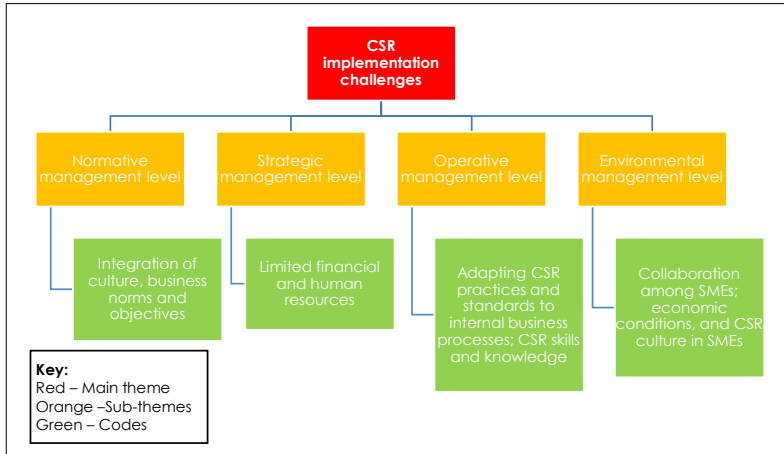 CSR
implementation
challenges
Normative
management level
Strategic
management level
Operative
management level
Environmental
management level
Integration of
culture, business
norms and
objectives
Limited financial
and human
resources
Adapting CSR
practices and
standards to
internal business
processes; CSR skills
and knowledge
Collaboration
among SMEs;
economic
conditions, and CSR
culture in SMEs
Key:
Red – Main theme
Orange –Sub-themes
Green – Codes